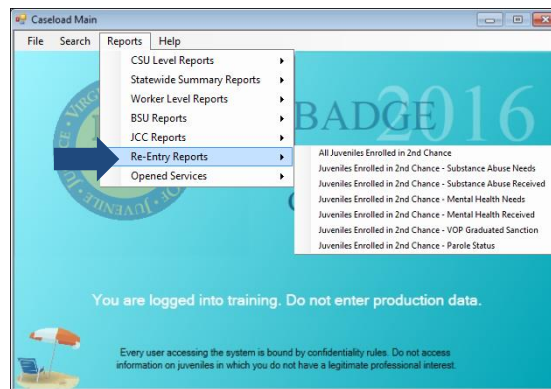 Caseload Main
File Search Reports Help
CSU Level Reports
Statewide Summary Reports
Worker Level Reports
BSU Reports
JCC Reports
Re-Entry Reports
Opened Services
BADGE 2016
All Juveniles Enrolled in 2nd Chance
Juveniles Enrolled in 2nd Chance - Substance Abuse Needs
Juveniles Enrolled in 2nd Chance - Substance Abuse Received
Juveniles Enrolled in 2nd Chance - Mental Health Needs
Juveniles Enrolled in 2nd Chance - Mental Health Received
Juveniles Enrolled in 2nd Chance - VOP Graduated Sanction
Juveniles Enrolled in 2nd Chance - Parole Status
You are logged into training. Do not enter production data.
Every user accessing the system is bound by confidentiality rules. Do not access
information on juveniles in which you do not have a legitimate professional interest.